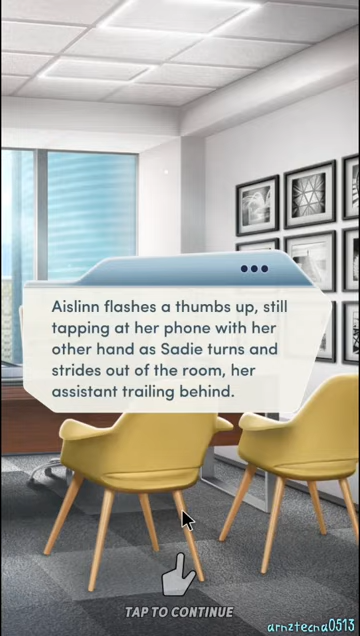 Aislinn flashes a thumbs up, still
tapping at her phone with her
other hand as Sadie turns and
strides out of the room, her
assistant trailing behind.
TAP TO CONTINUE
arnztecna0513